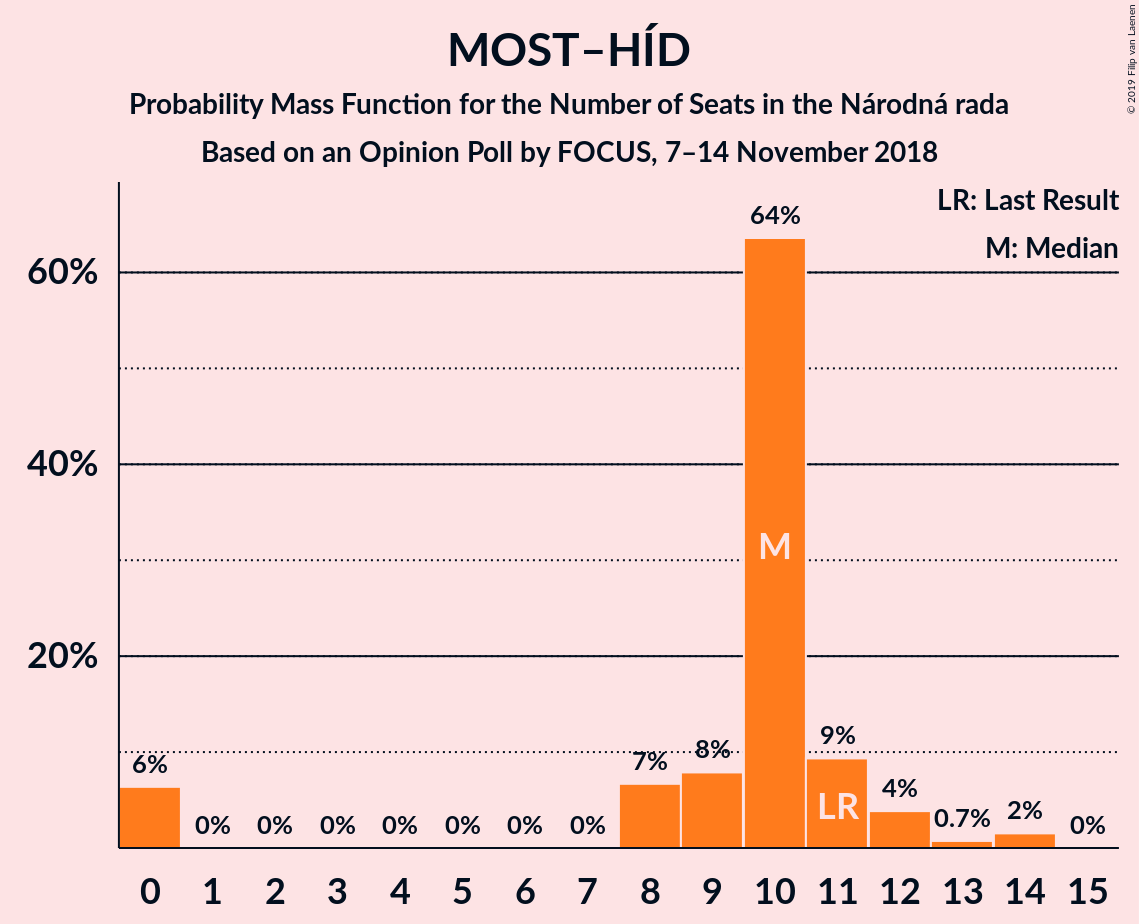 MOST–HÍD
Probability Mass Function for the Number of Seats in the Národná rada
Based on an Opinion Poll by FOCUS, 7–14 November 2018
© 2019 Filip van Laenen
LR: Last Result
M: Median
60%
40%
20%
6%
0%
0%
0%
0%
0%
0%
0%
7%
8%
64%
9%
4%
0.7%
2%
0%
M
LR
0 1 2 3 4 5 6 7 8 9 10 11 12 13 14 15